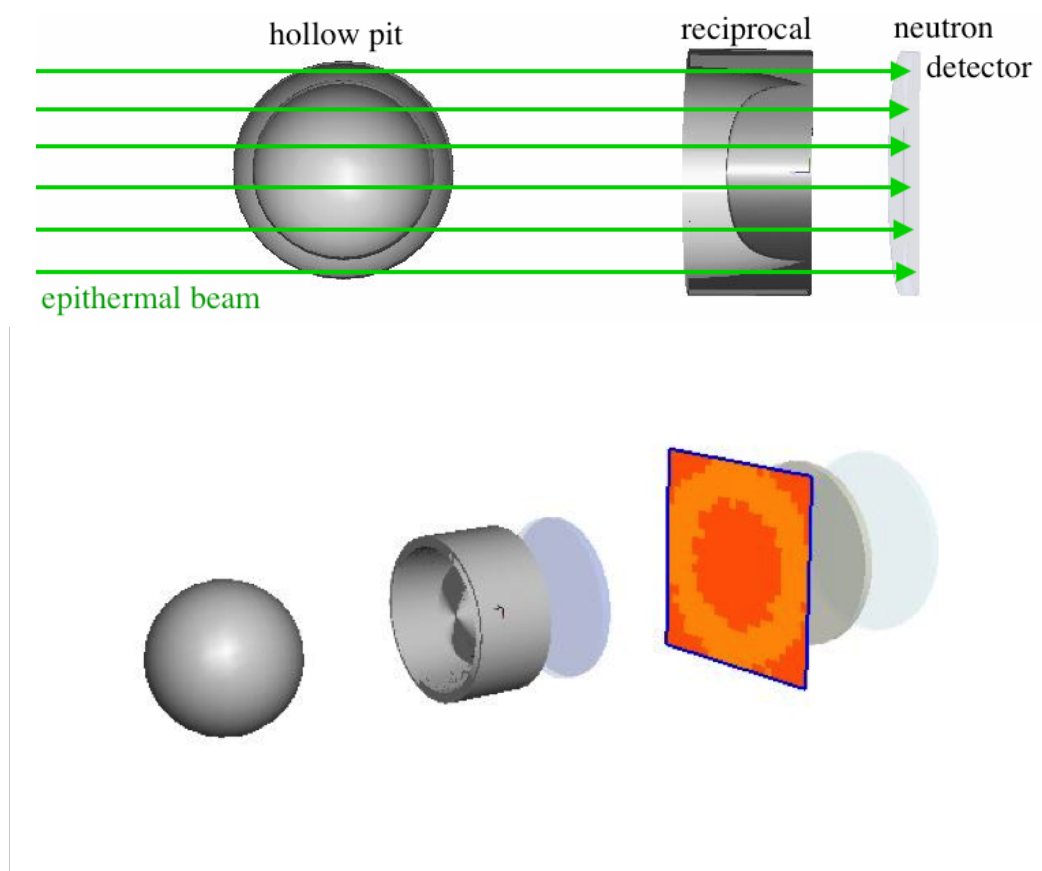 hollow pit
reciprocal
neutron
detector
epithermal beam